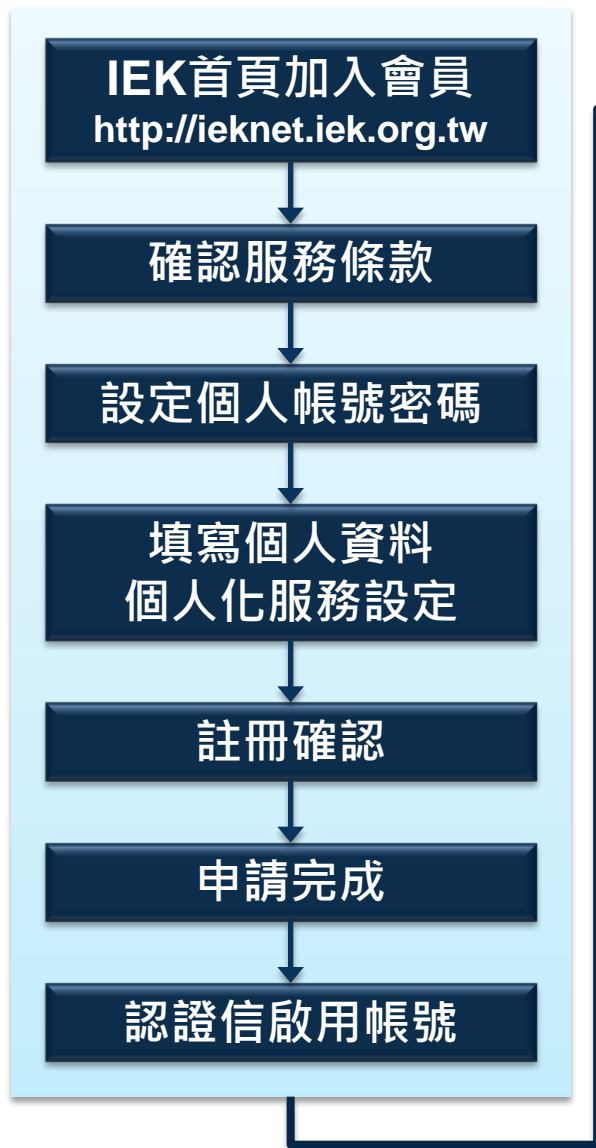 IEK首頁加入會員
http://ieknet.iek.org.tw
確認服務條款
設定個人帳號密碼
填寫個人資料
個人化服務設定
註冊確認
申請完成
認證信啟用帳號